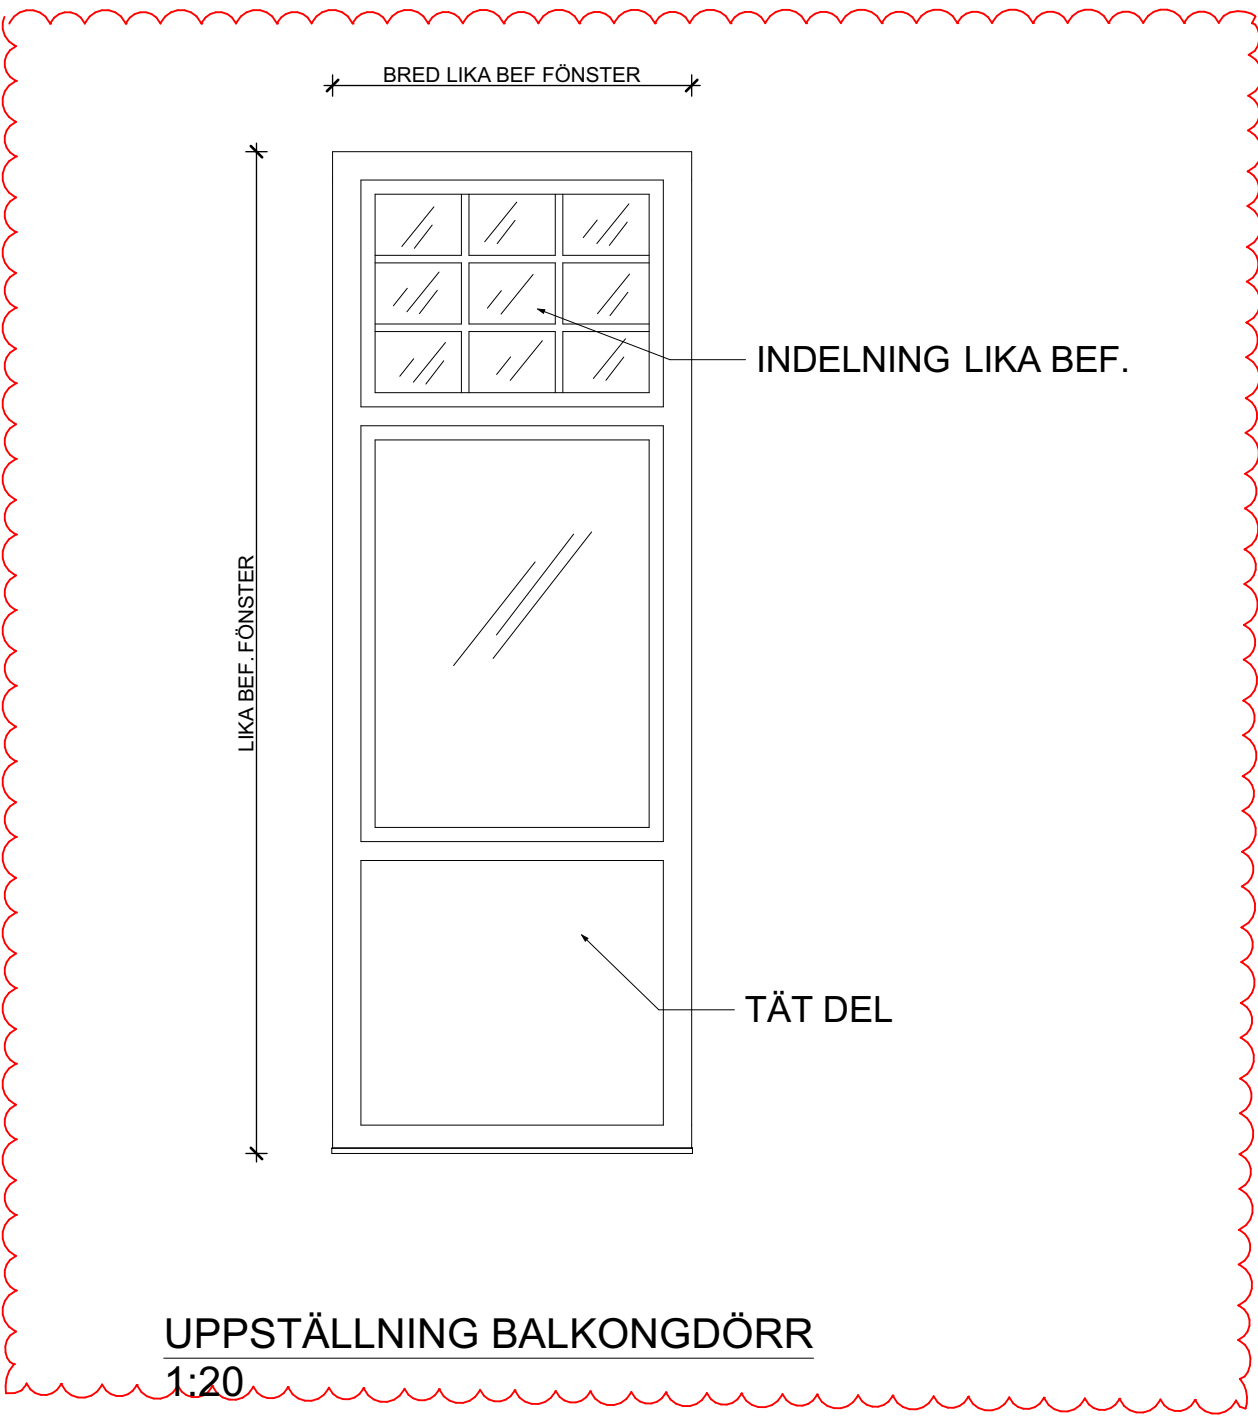 BRED LIKA BEF FÖNSTER
INDELNING LIKA BEF.
LIKA BEF. FÖNSTER
TÄT DEL
UPPSTÄLLNING BALKONGDÖRR
1:20